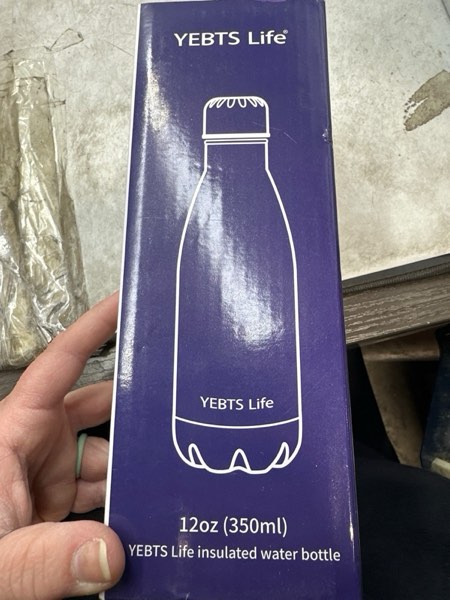 YEBTS Life®
YEBTS Life
12oz (350ml)
YEBTS Life insulated water bottle